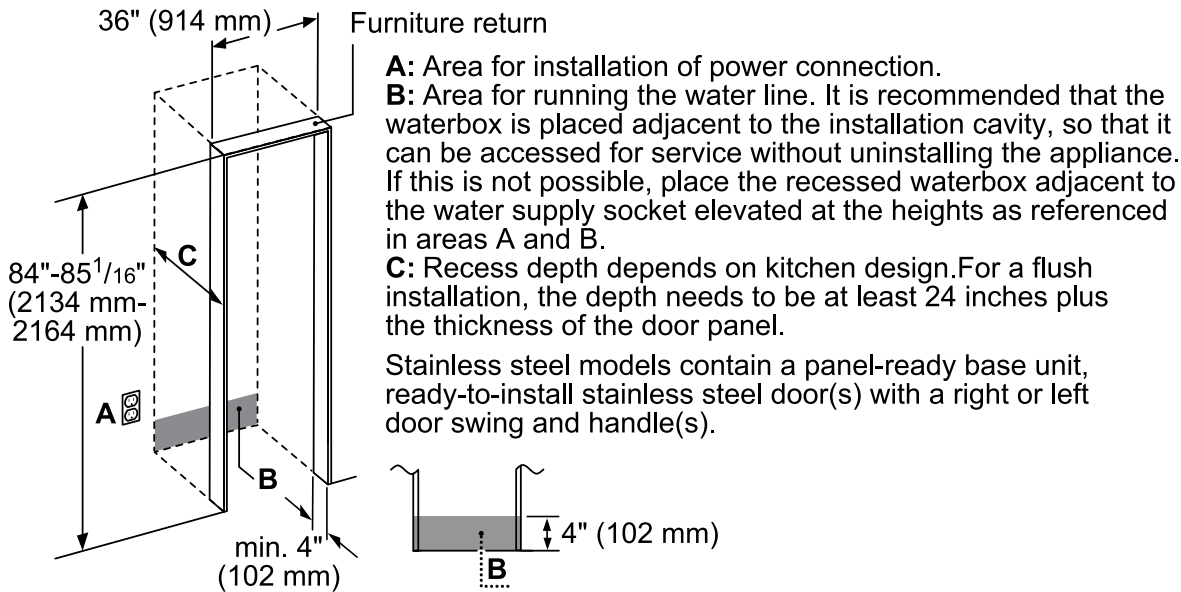 36" (914 mm)
Furniture return
A: Area for installation of power connection.
B: Area for running the water line. It is recommended that the
waterbox is placed adjacent to the installation cavity, so that it
can be accessed for service without uninstalling the appliance.
If this is not possible, place the recessed waterbox adjacent to
the water supply socket elevated at the heights as referenced
in areas A and B.
C: Recess depth depends on kitchen design.For a flush
installation, the depth needs to be at least 24 inches plus
the thickness of the door panel.
Stainless steel models contain a panel-ready base unit,
ready-to-install stainless steel door(s) with a right or left
door swing and handle(s).
C
84"-85 1/16"
(2134 mm-
2164 mm)
A
B
min. 4"
(102 mm)
4" (102 mm)
B